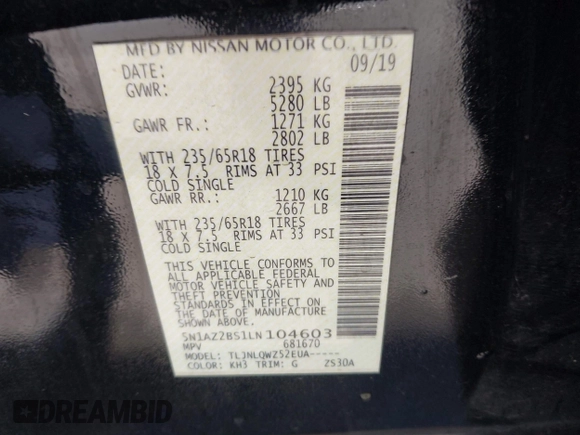 MFD BY NISSAN MOTOR CO., LTD.
DATE: 09/19
GVWR: 2395 KG
5280 LB
GAWR FR.: 1271 KG
2802 LB
WITH 235/65R18 TIRES
18 X 7.5 RIMS AT 33 PSI
COLD SINGLE
GAWR RR.: 1210 KG
2667 LB
WITH 235/65R18 TIRES
18 X 7.5 RIMS AT 33 PSI
COLD SINGLE
THIS VEHICLE CONFORMS TO
ALL APPLICABLE FEDERAL
MOTOR VEHICLE SAFETY AND
THEFT PREVENTION
STANDARDS IN EFFECT ON
THE DATE OF MANUFACTURE
SHOWN ABOVE.
5N1AZ2BS1LN104603
MPV 681670
MODEL: TLJNLQWZ52EUA-----
COLOR: KH3 TRIM: G ZS3DA
DREAMBID